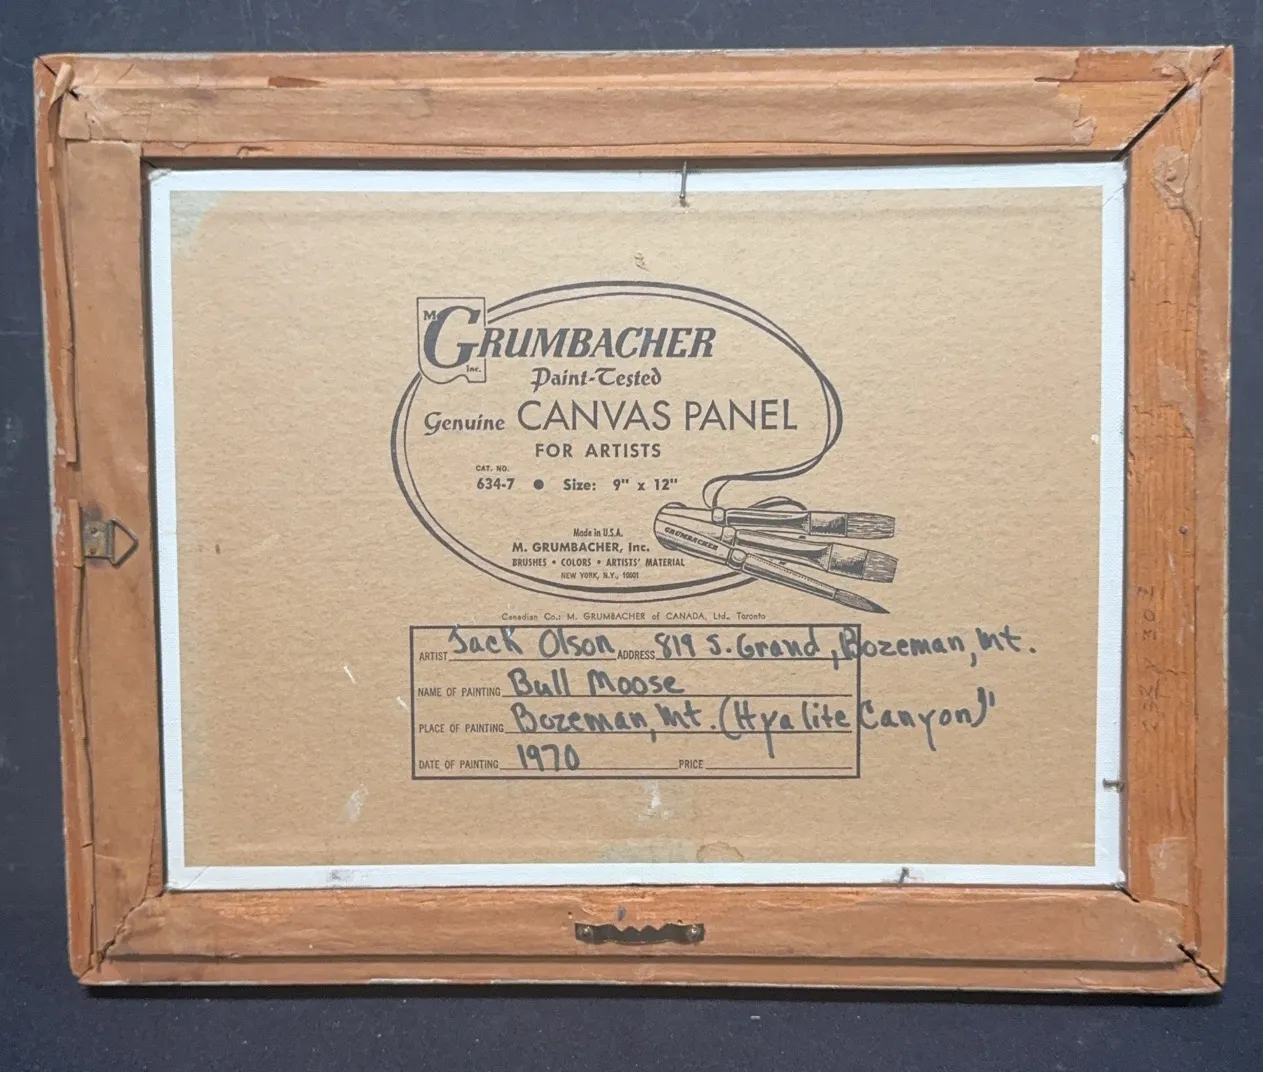 M GRUMBACHER Inc.
Paint-Tested
Genuine CANVAS PANEL
FOR ARTISTS
CAT. NO.
634-7 ● Size: 9" x 12"
Made in U.S.A.
M. GRUMBACHER, Inc.
BRUSHES • COLORS • ARTISTS' MATERIAL
NEW YORK, N.Y., 10001
GRUMBACHER
Canadian Co.: M. GRUMBACHER of CANADA, Ltd., Toronto
ARTIST Jack Olson ADDRESS 819 S. Grand, Bozeman, Mt.
NAME OF PAINTING Bull Moose
PLACE OF PAINTING Bozeman, Mt. (Hyalite Canyon)"
DATE OF PAINTING 1970 PRICE